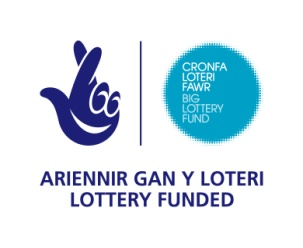 CRONFA
LOTERI
FAWR
BIG
LOTTERY
FUND
ARIENNIR GAN Y LOTERI
LOTTERY FUNDED